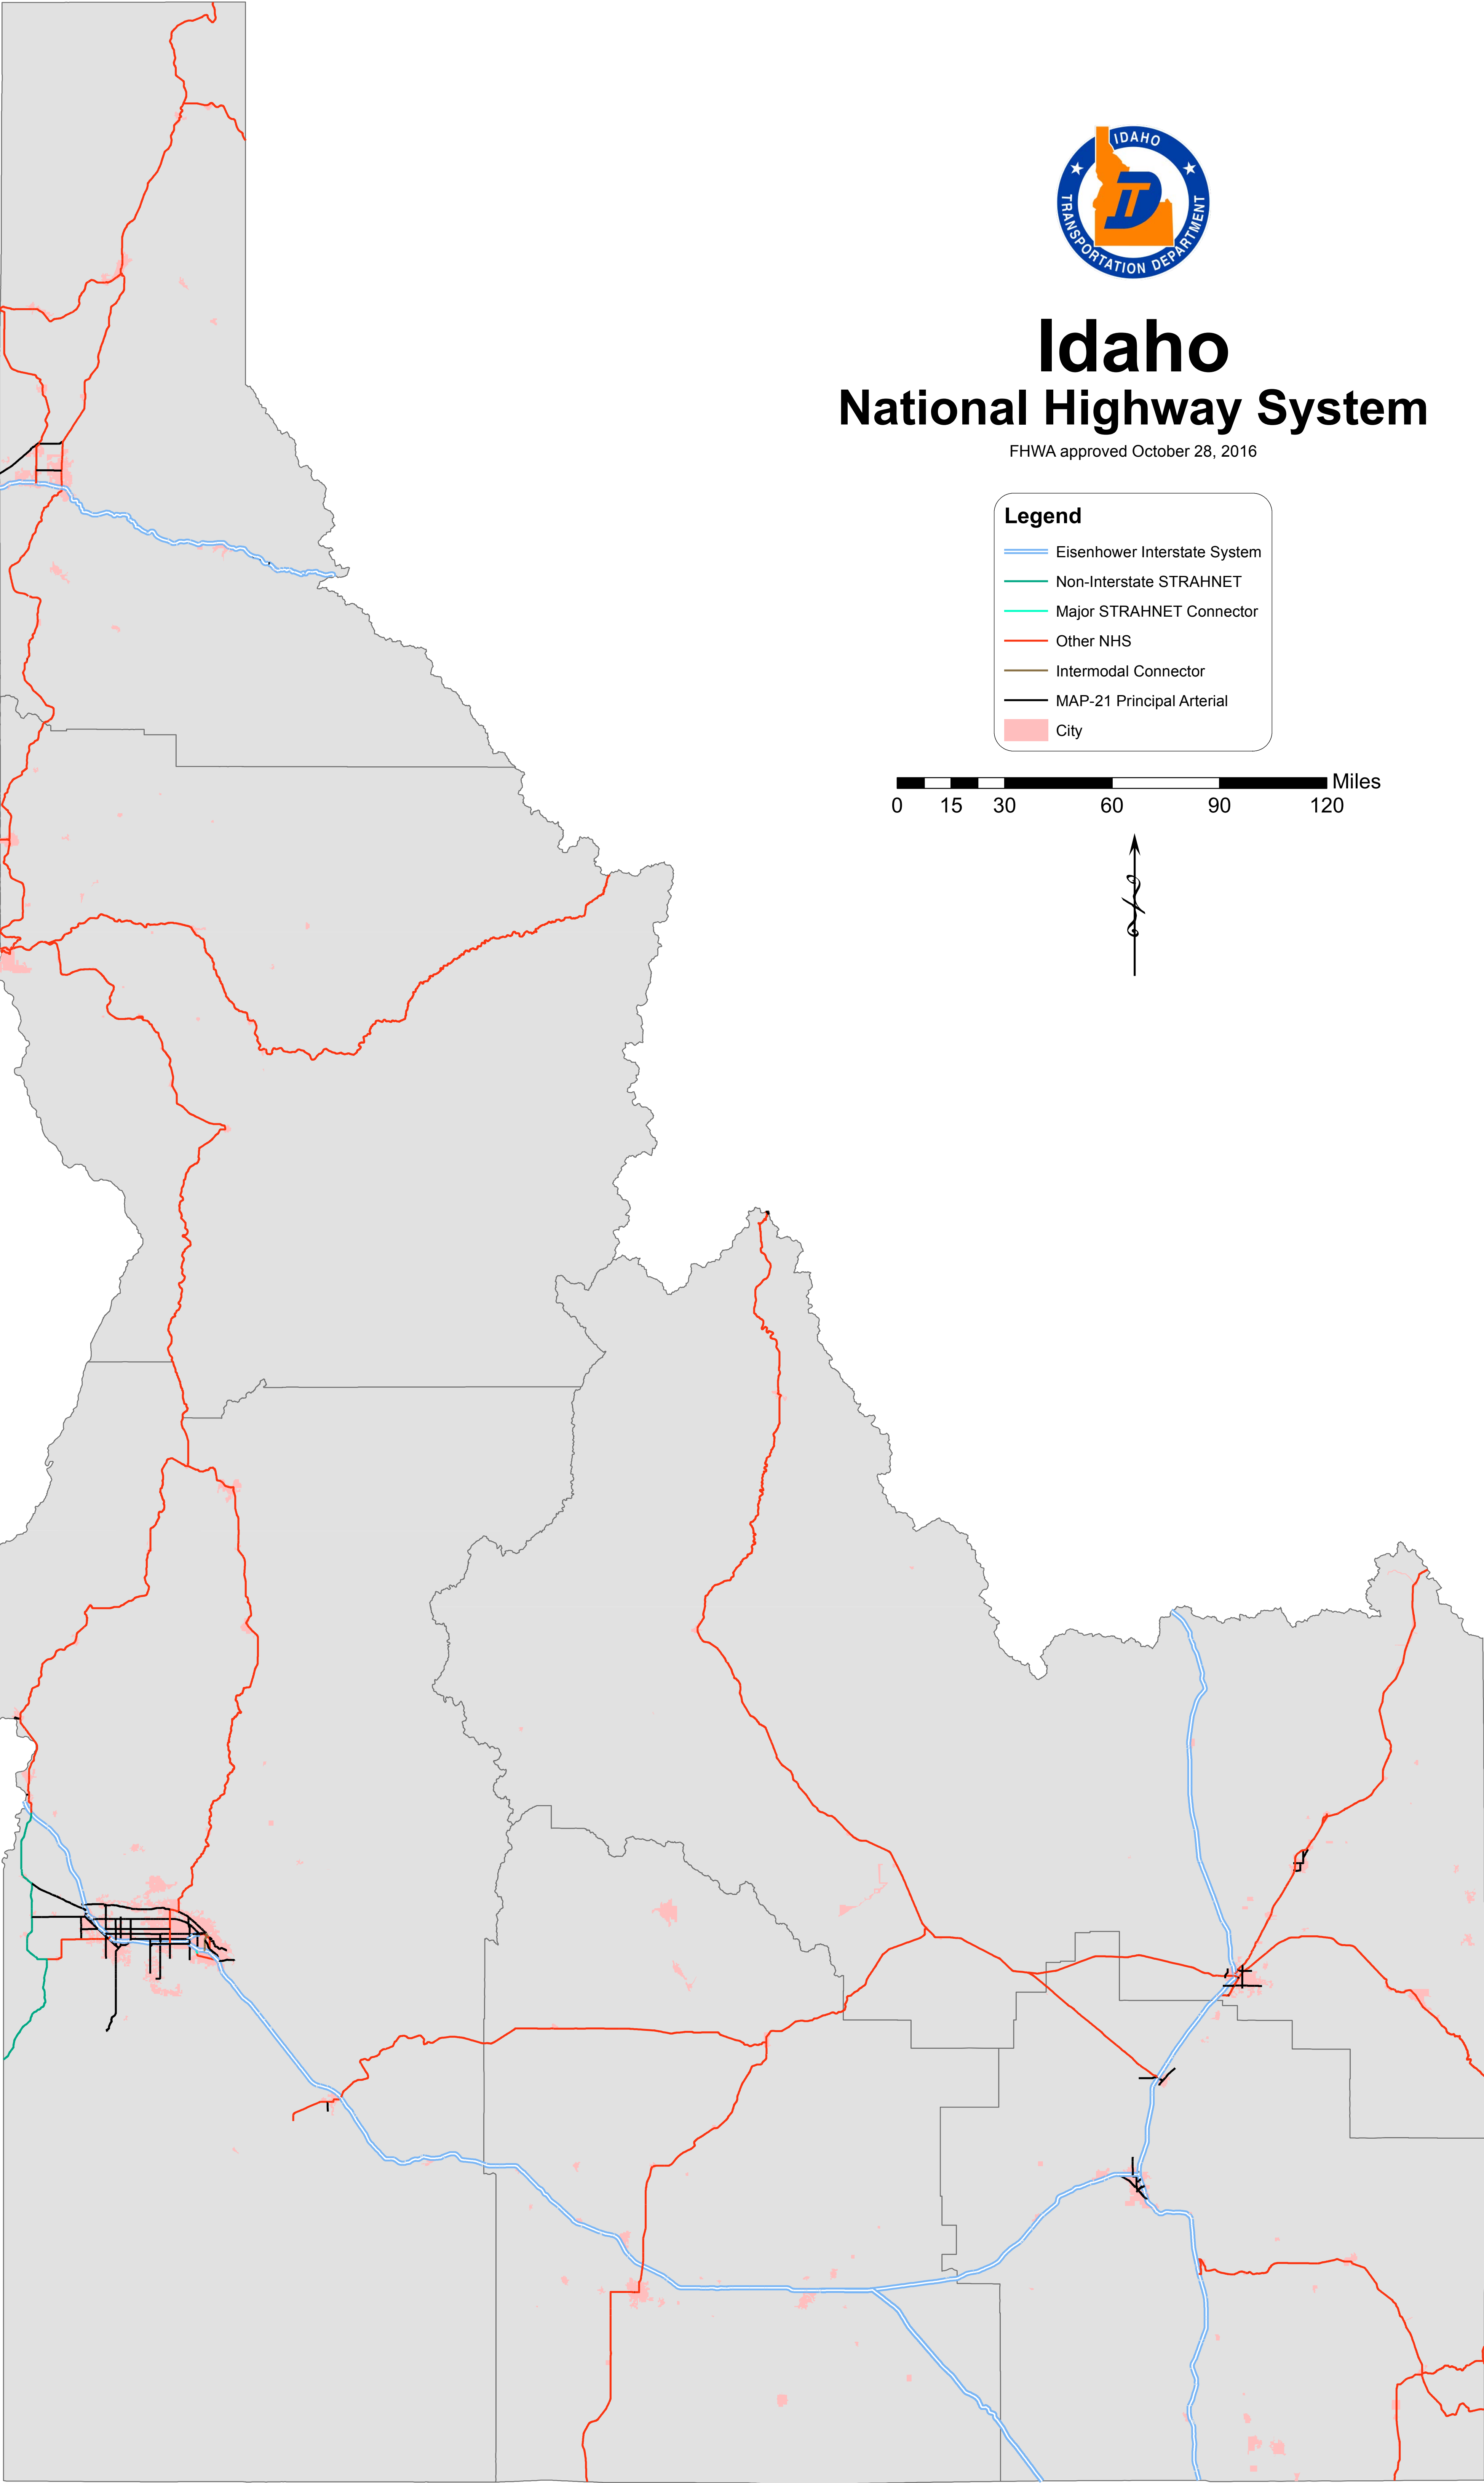 IDAHO
TRANSPORTATION DEPARTMENT
IT
Idaho
National Highway System
FHWA approved October 28, 2016
Legend
Eisenhower Interstate System
Non-Interstate STRAHNET
Major STRAHNET Connector
Other NHS
Intermodal Connector
MAP-21 Principal Arterial
City
Miles
0 15 30 60 90 120